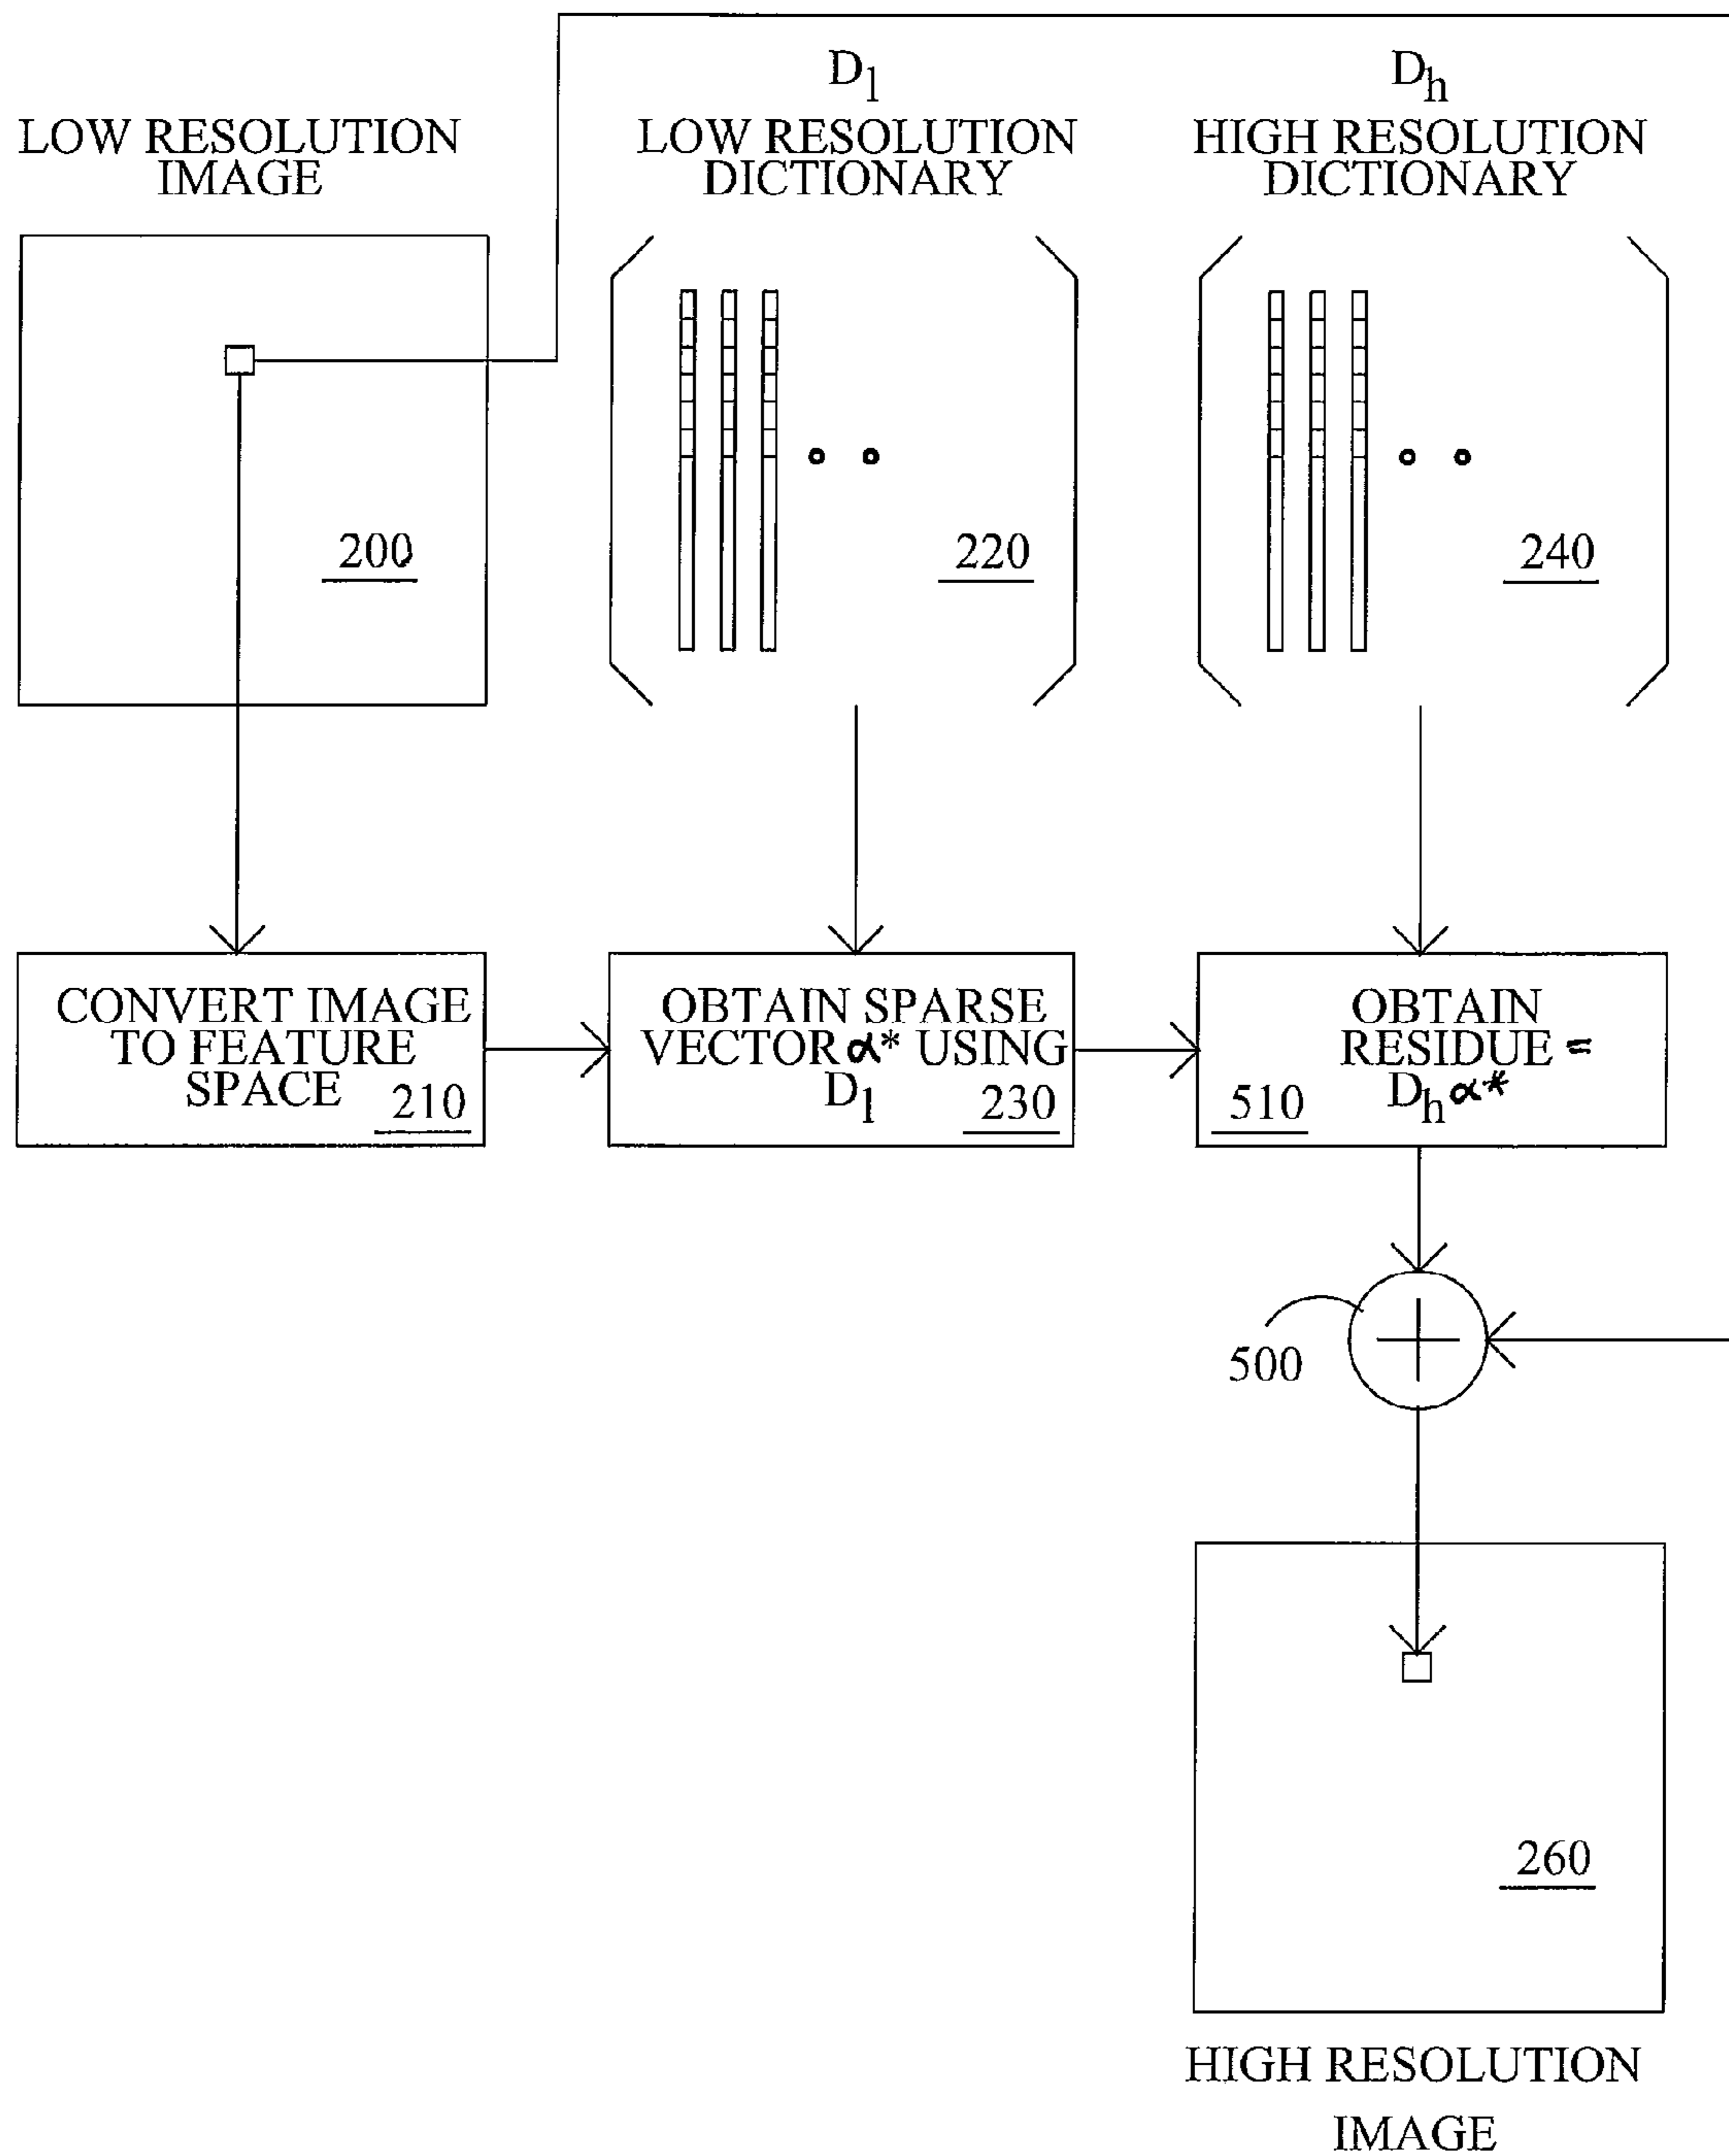 LOW RESOLUTION
IMAGE
D_l
LOW RESOLUTION
DICTIONARY
D_h
HIGH RESOLUTION
DICTIONARY
200
220
240
CONVERT IMAGE
TO FEATURE
SPACE 210
OBTAIN SPARSE
VECTOR α* USING
D_l 230
OBTAIN
RESIDUE =
510 D_h α*
500
260
HIGH RESOLUTION
IMAGE